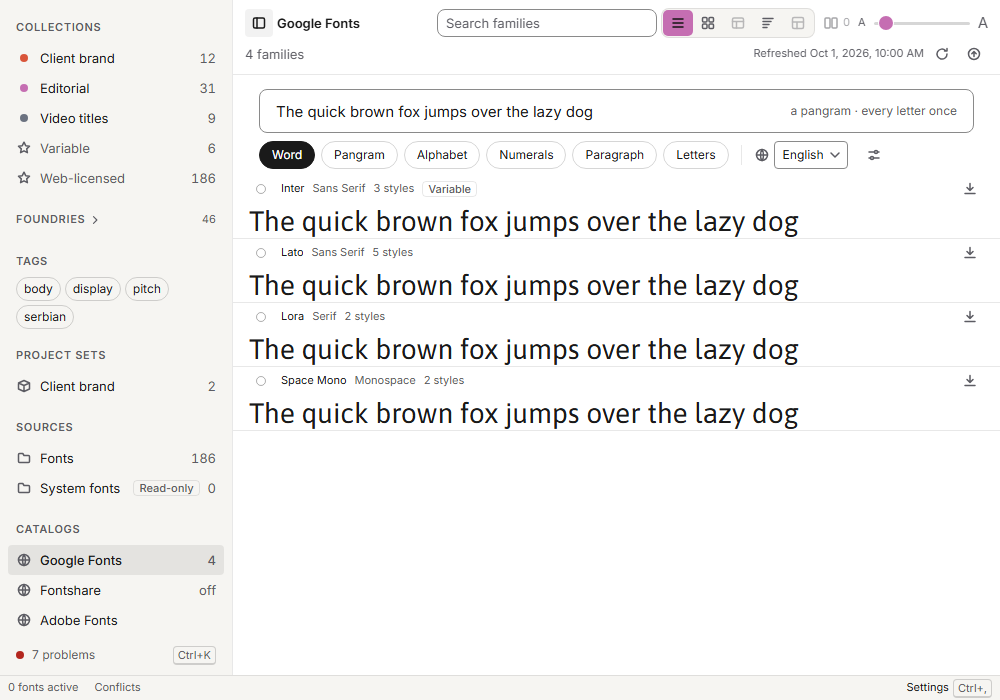 COLLECTIONS
Client brand 12
Editorial 31
Video titles 9
Variable 6
Web-licensed 186
FOUNDRIES 46
TAGS
body display pitch
serbian
PROJECT SETS
Client brand 2
SOURCES
Fonts 186
System fonts Read-only 0
CATALOGS
Google Fonts 4
Fontshare off
Adobe Fonts
7 problems Ctrl+K
Google Fonts Search families 0 A A
4 families Refreshed Oct 1, 2026, 10:00 AM
The quick brown fox jumps over the lazy dog a pangram · every letter once
Word Pangram Alphabet Numerals Paragraph Letters English
Inter Sans Serif 3 styles Variable
The quick brown fox jumps over the lazy dog
Lato Sans Serif 5 styles
The quick brown fox jumps over the lazy dog
Lora Serif 2 styles
The quick brown fox jumps over the lazy dog
Space Mono Monospace 2 styles
The quick brown fox jumps over the lazy dog
0 fonts active Conflicts Settings Ctrl+,